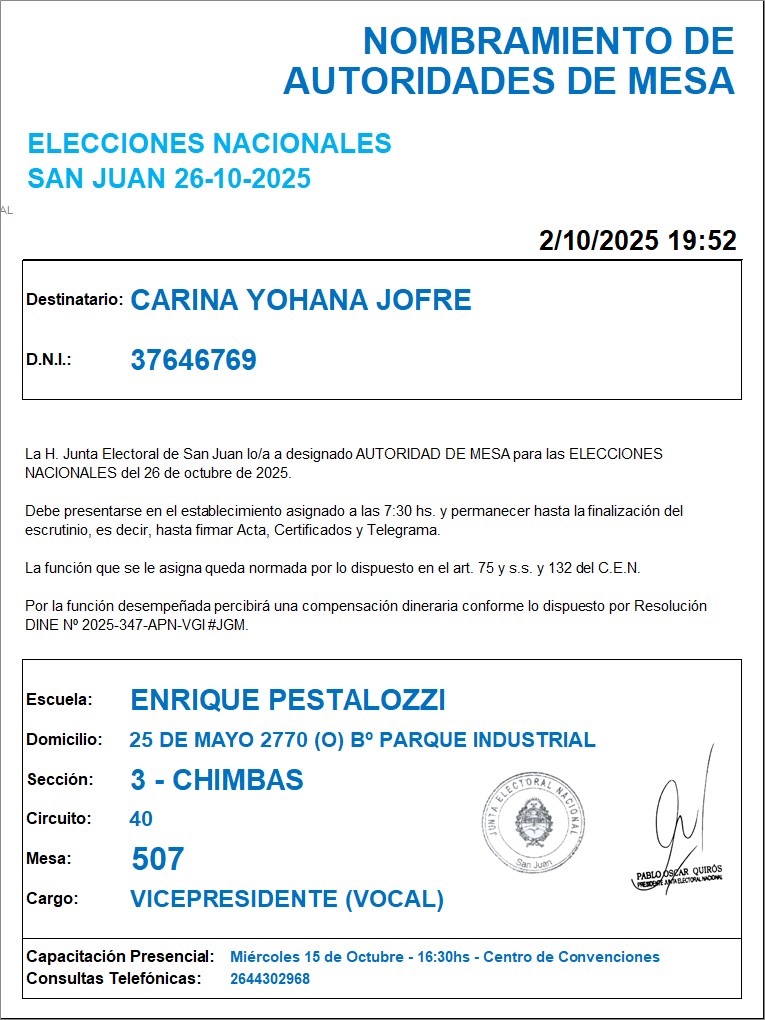 NOMBRAMIENTO DE
AUTORIDADES DE MESA
ELECCIONES NACIONALES
SAN JUAN 26-10-2025
AL
2/10/2025 19:52
Destinatario: CARINA YOHANA JOFRE
D.N.I.: 37646769
La H. Junta Electoral de San Juan lo/a a designado AUTORIDAD DE MESA para las ELECCIONES
NACIONALES del 26 de octubre de 2025.
Debe presentarse en el establecimiento asignado a las 7:30 hs. y permanecer hasta la finalización del
escrutinio, es decir, hasta firmar Acta, Certificados y Telegrama.
La función que se le asigna queda normada por lo dispuesto en el art. 75 y s.s. y 132 del C.E.N.
Por la función desempeñada percibirá una compensación dineraria conforme lo dispuesto por Resolución
DINE Nº 2025-347-APN-VGI#JGM.
Escuela: ENRIQUE PESTALOZZI
Domicilio: 25 DE MAYO 2770 (O) Bº PARQUE INDUSTRIAL
Sección: 3 - CHIMBAS
Circuito: 40
Mesa: 507
Cargo: VICEPRESIDENTE (VOCAL)
JUNTA ELECTORAL NACIONAL
San Juan
PABLO OSCAR QUIRÓS
PRESIDENTE JUNTA ELECTORAL NACIONAL
Capacitación Presencial: Miércoles 15 de Octubre - 16:30hs - Centro de Convenciones
Consultas Telefónicas: 2644302968